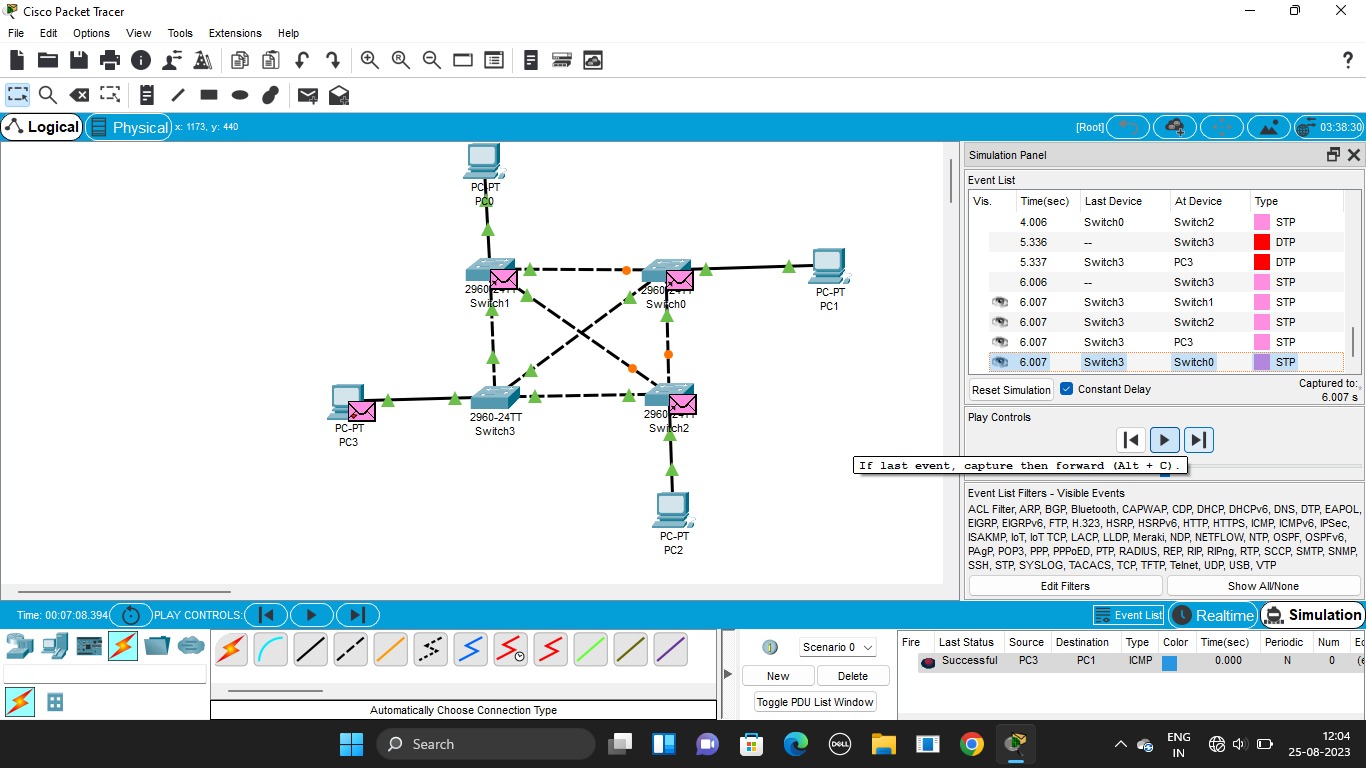 Cisco Packet Tracer
File Edit Options View Tools Extensions Help
Logical Physical x: 1173, y: 440 [Root] 03:38:30
PC-PT
PC0
2960-24TT
Switch1
2960-24TT
Switch0
PC-PT
PC1
PC-PT
PC3
2960-24TT
Switch3
2960-24TT
Switch2
PC-PT
PC2
Simulation Panel
Event List
Vis. Time(sec) Last Device At Device Type
4.006 Switch0 Switch2 STP
5.336 -- Switch3 DTP
5.337 Switch3 PC3 DTP
6.006 -- Switch3 STP
6.007 Switch3 Switch1 STP
6.007 Switch3 Switch2 STP
6.007 Switch3 PC3 STP
6.007 Switch3 Switch0 STP
Reset Simulation Constant Delay Captured to:
6.007 s
Play Controls
If last event, capture then forward (Alt + C).
Event List Filters - Visible Events
ACL Filter, ARP, BGP, Bluetooth, CAPWAP, CDP, DHCP, DHCPv6, DNS, DTP, EAPOL,
EIGRP, EIGRPv6, FTP, H.323, HSRP, HSRPv6, HTTP, HTTPS, ICMP, ICMPv6, IPSec,
ISAKMP, IoT, IoT TCP, LACP, LLDP, Meraki, NDP, NETFLOW, NTP, OSPF, OSPFv6,
PAgP, POP3, PPP, PPPoED, PTP, RADIUS, REP, RIP, RIPng, RTP, SCCP, SMTP, SNMP,
SSH, STP, SYSLOG, TACACS, TCP, TFTP, Telnet, UDP, USB, VTP
Edit Filters Show All/None
Time: 00:07:08.394 PLAY CONTROLS: Event List Realtime Simulation
Scenario 0
New Delete
Toggle PDU List Window
Automatically Choose Connection Type
Fire Last Status Source Destination Type Color Time(sec) Periodic Num Ec
Successful PC3 PC1 ICMP 0.000 N 0 (e
Search
DELL
ENG
IN
12:04
25-08-2023